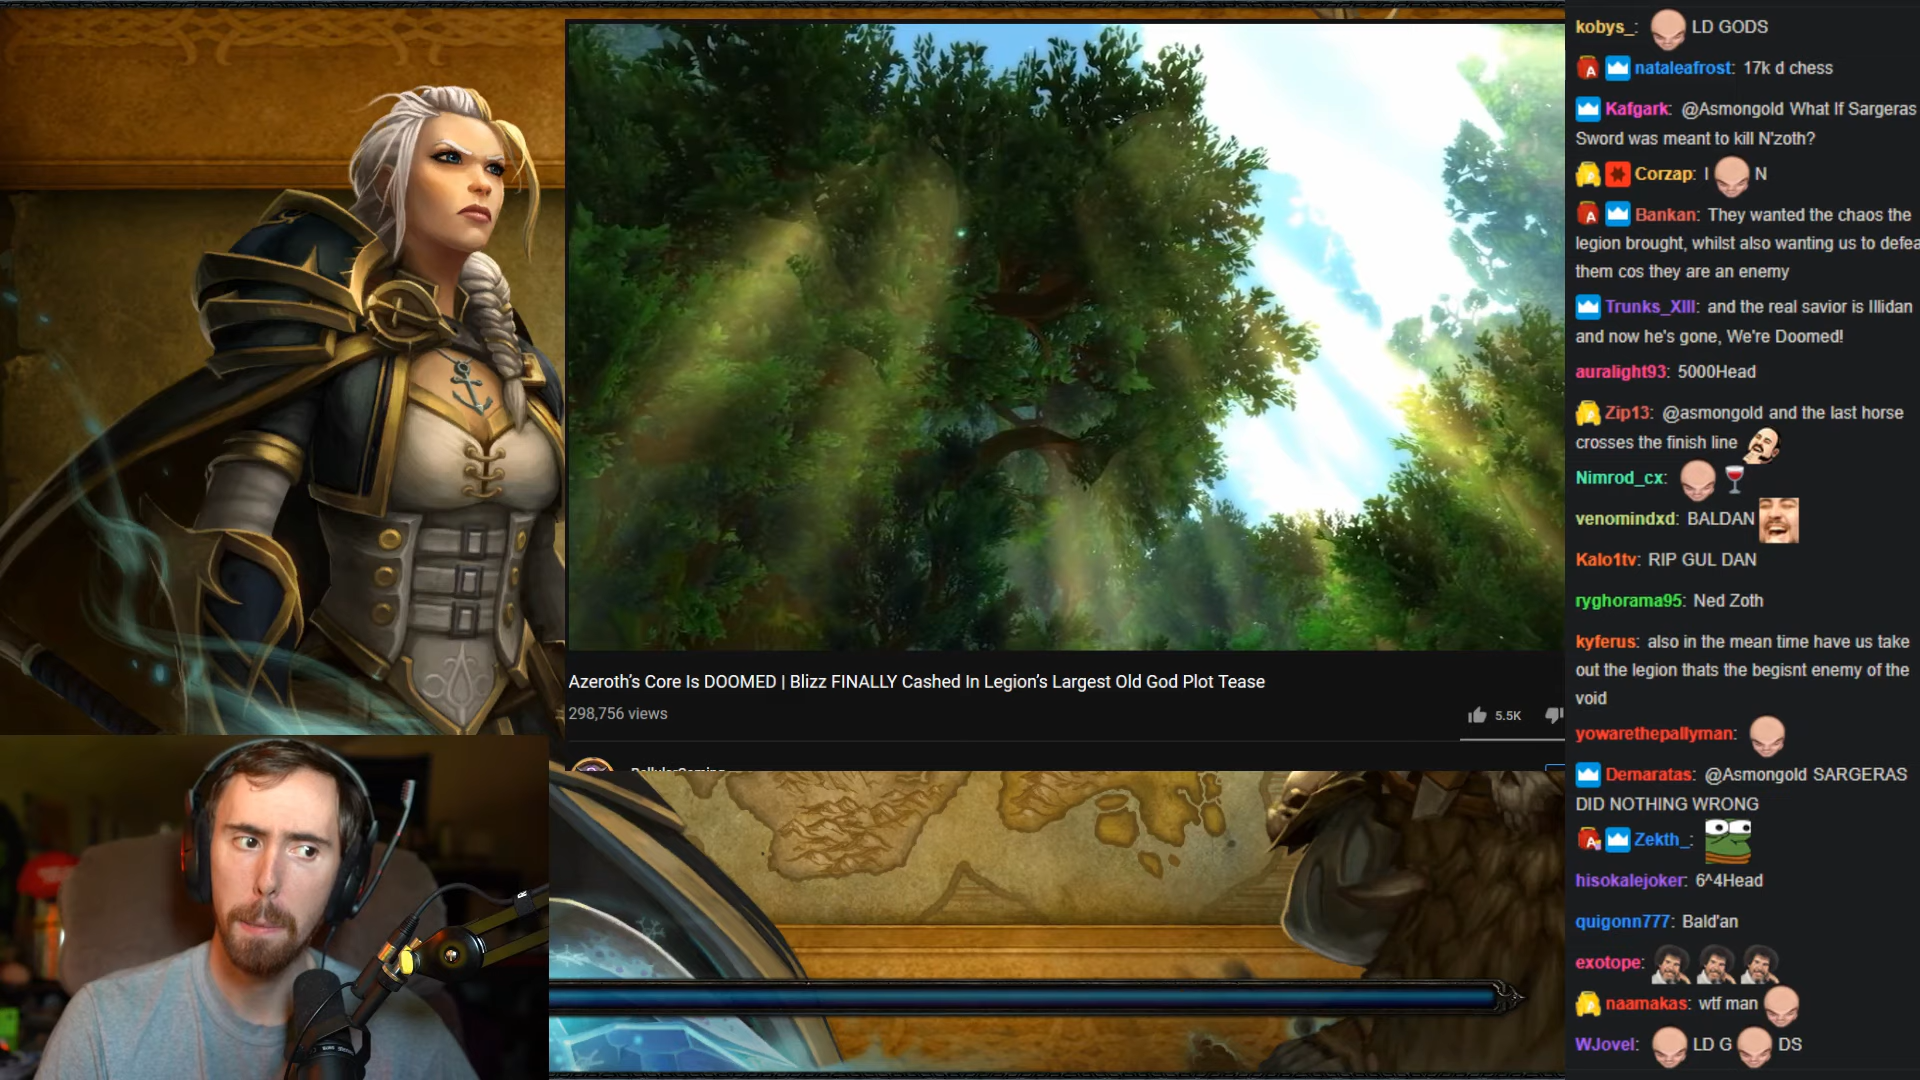 kobys_: LD GODS
nataleafrost: 17k d chess
Kafgark: @Asmongold What If Sargeras
Sword was meant to kill N'zoth?
Corzap: I N
Bankan: They wanted the chaos the
legion brought, whilst also wanting us to defea
them cos they are an enemy
Trunks_XIII: and the real savior is Illidan
and now he's gone, We're Doomed!
auralight93: 5000Head
Zip13: @asmongold and the last horse
crosses the finish line
Nimrod_cx:
venomindxd: BALDAN
Kalo1tv: RIP GUL DAN
ryghorama95: Ned Zoth
kyferus: also in the mean time have us take
out the legion thats the begisnt enemy of the
void
yowarethepallyman:
Demaratas: @Asmongold SARGERAS
DID NOTHING WRONG
Zekth_:
hisokalejoker: 6^4Head
quigonn777: Bald'an
exotope:
naamakas: wtf man
WJovel: LD G DS
Azeroth's Core Is DOOMED | Blizz FINALLY Cashed In Legion's Largest Old God Plot Tease
298,756 views
5.5K